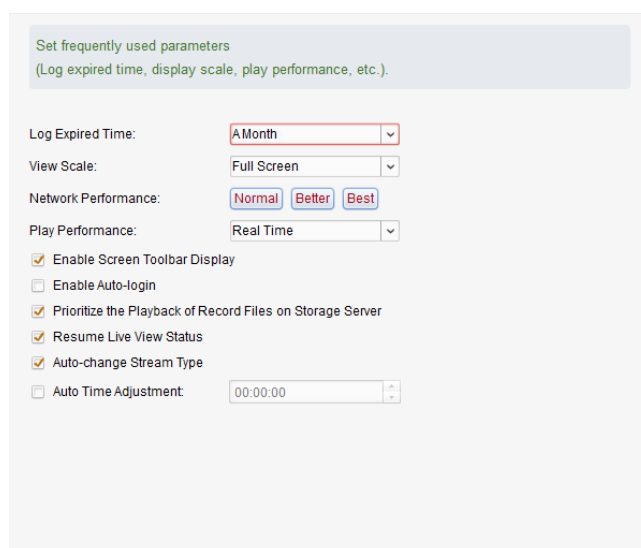 Set frequently used parameters
(Log expired time, display scale, play performance, etc.).
Log Expired Time: A Month
View Scale: Full Screen
Network Performance: Normal Better Best
Play Performance: Real Time
Enable Screen Toolbar Display
Enable Auto-login
Prioritize the Playback of Record Files on Storage Server
Resume Live View Status
Auto-change Stream Type
Auto Time Adjustment: 00:00:00